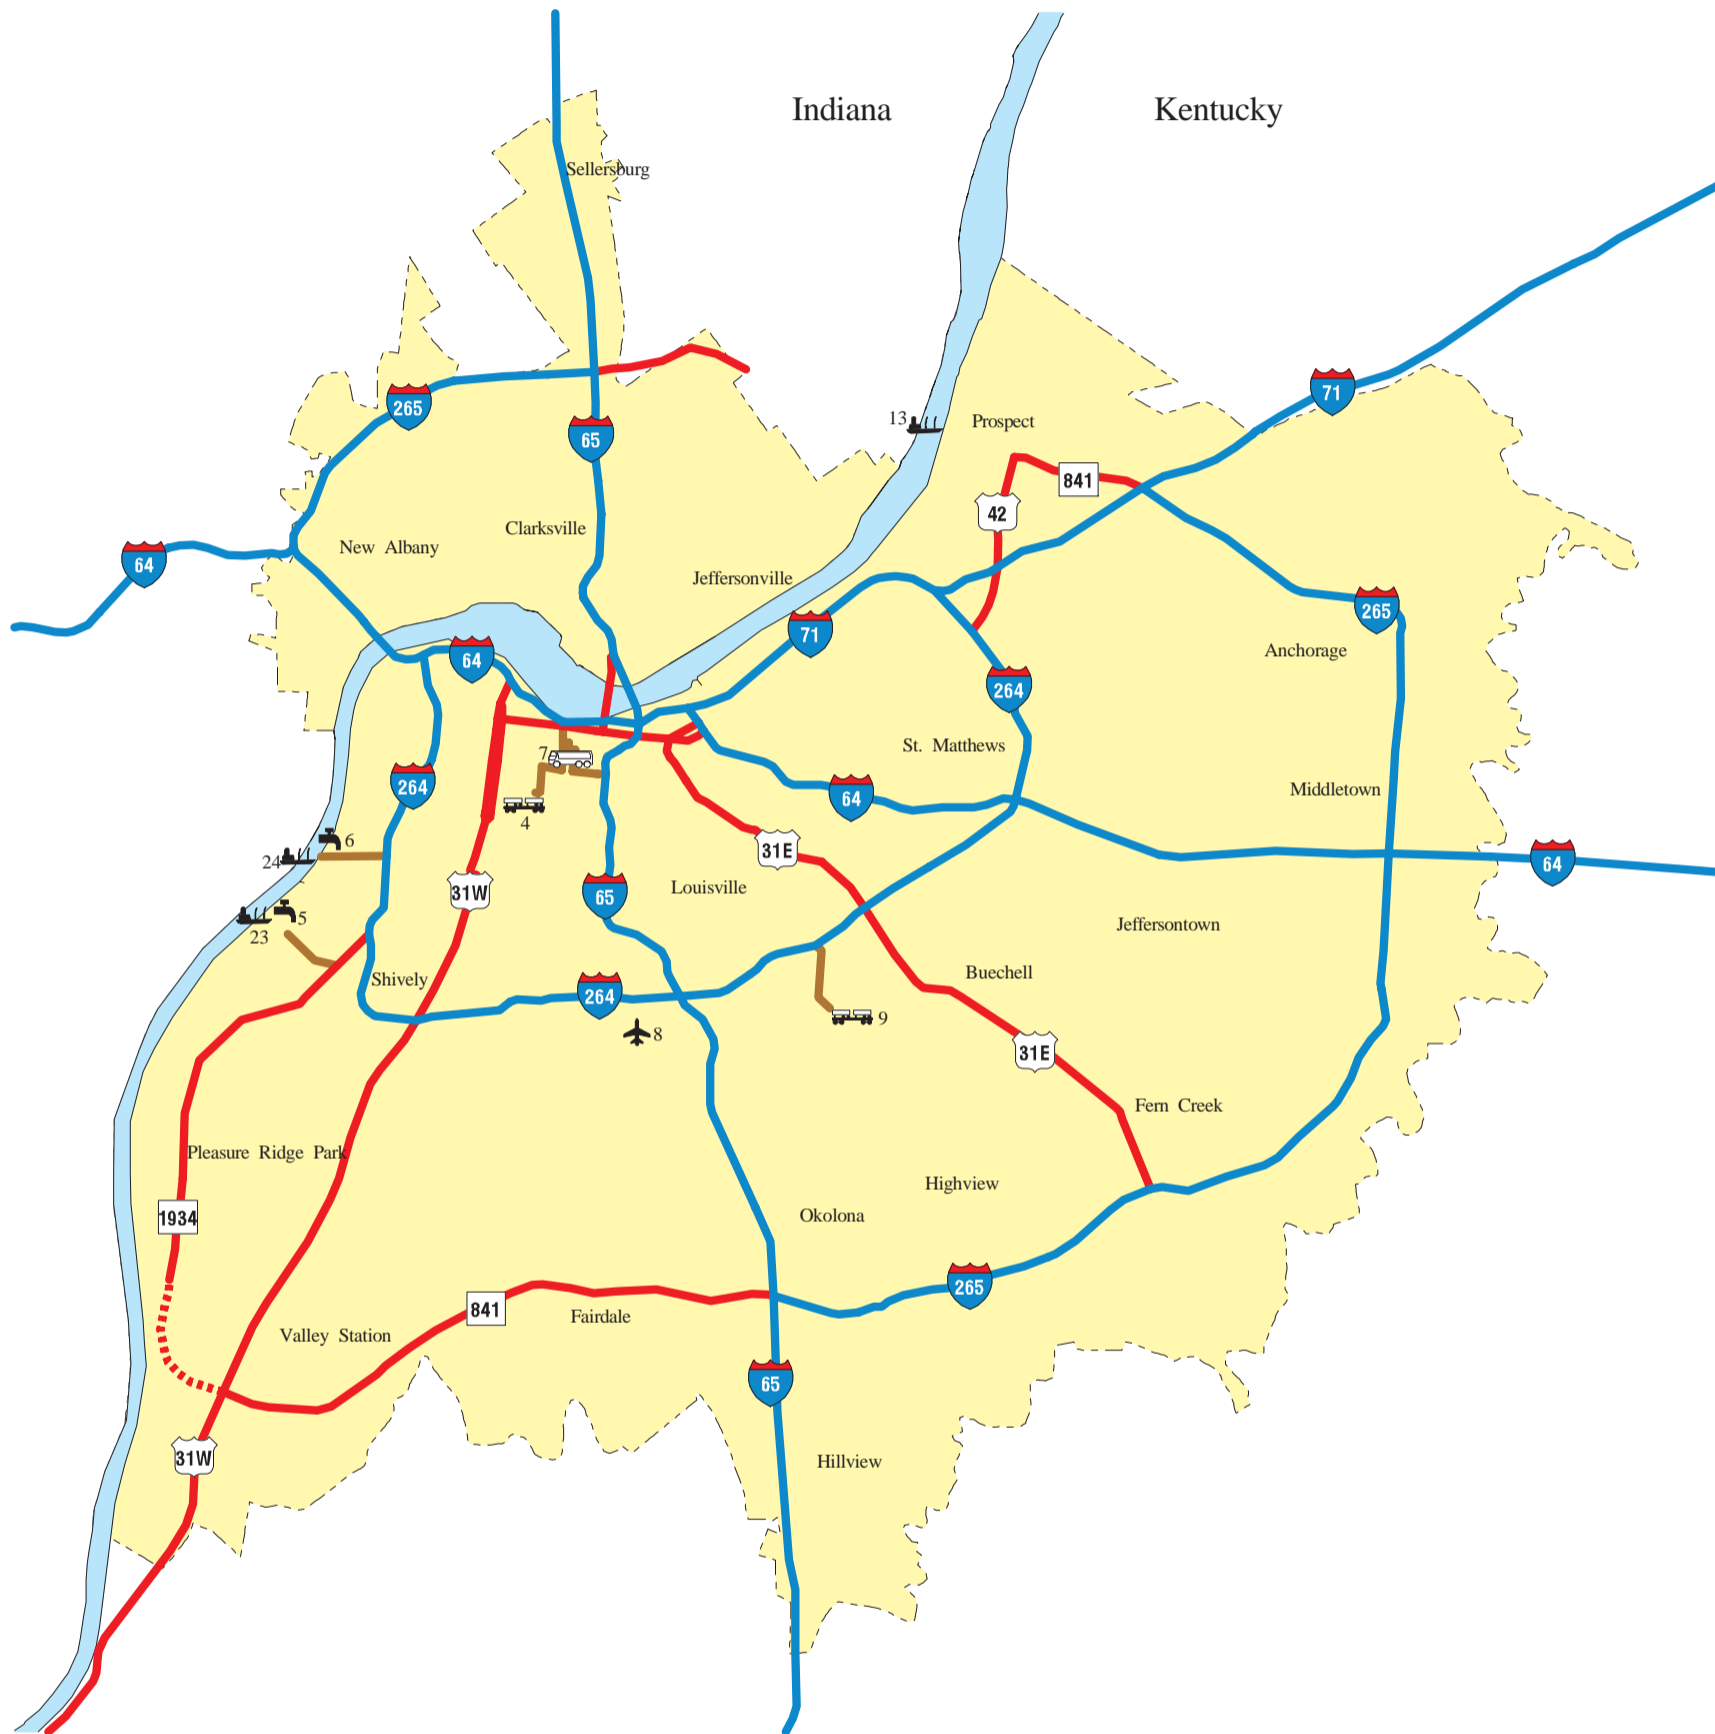 Indiana
Kentucky
Sellersburg
71
265
13
Prospect
65
841
42
Clarksville
New Albany
64
Jeffersonville
265
71
Anchorage
64
264
St. Matthews
7
264
Middletown
64
4
6
31E
24
64
31W
65
Louisville
5
23
Jeffersontown
Shively
Buechell
264
8
9
31E
Fern Creek
Pleasure Ridge Park
Highview
1934
Okolona
265
841
Fairdale
Valley Station
65
31W
Hillview